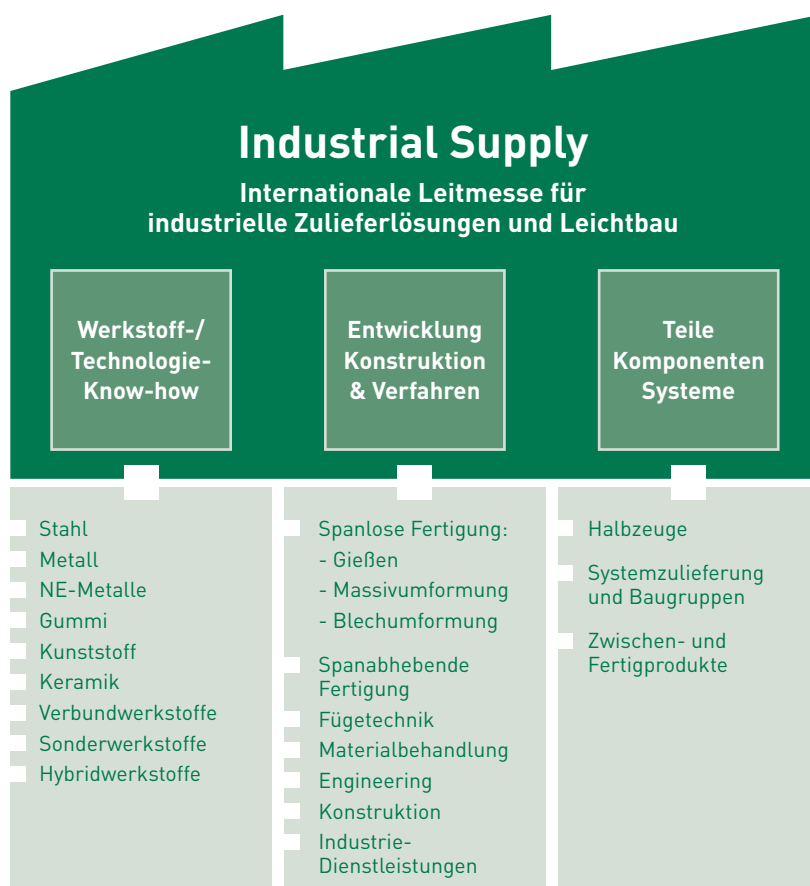 Industrial Supply
Internationale Leitmesse für
industrielle Zulieferlösungen und Leichtbau
Werkstoff-/
Technologie-
Know-how
Entwicklung
Konstruktion
& Verfahren
Teile
Komponenten
Systeme
Stahl
Metall
NE-Metalle
Gummi
Kunststoff
Keramik
Verbundwerkstoffe
Sonderwerkstoffe
Hybridwerkstoffe
Spanlose Fertigung:
- Gießen
- Massivumformung
- Blechumformung
Spanabhebende
Fertigung
Fügetechnik
Materialbehandlung
Engineering
Konstruktion
Industrie-
Dienstleistungen
Halbzeuge
Systemzulieferung
und Baugruppen
Zwischen- und
Fertigprodukte